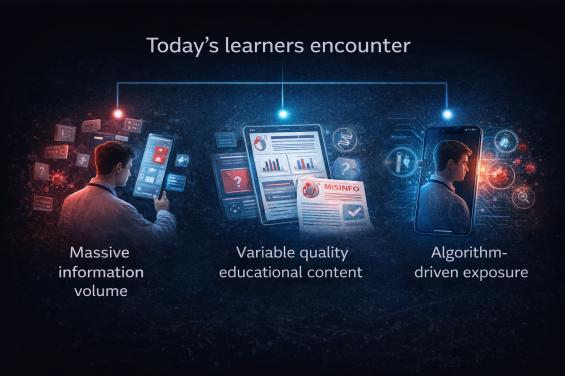 Today's learners encounter
MISINFO
Massive
information
volume
Variable quality
educational content
Algorithm-
driven exposure